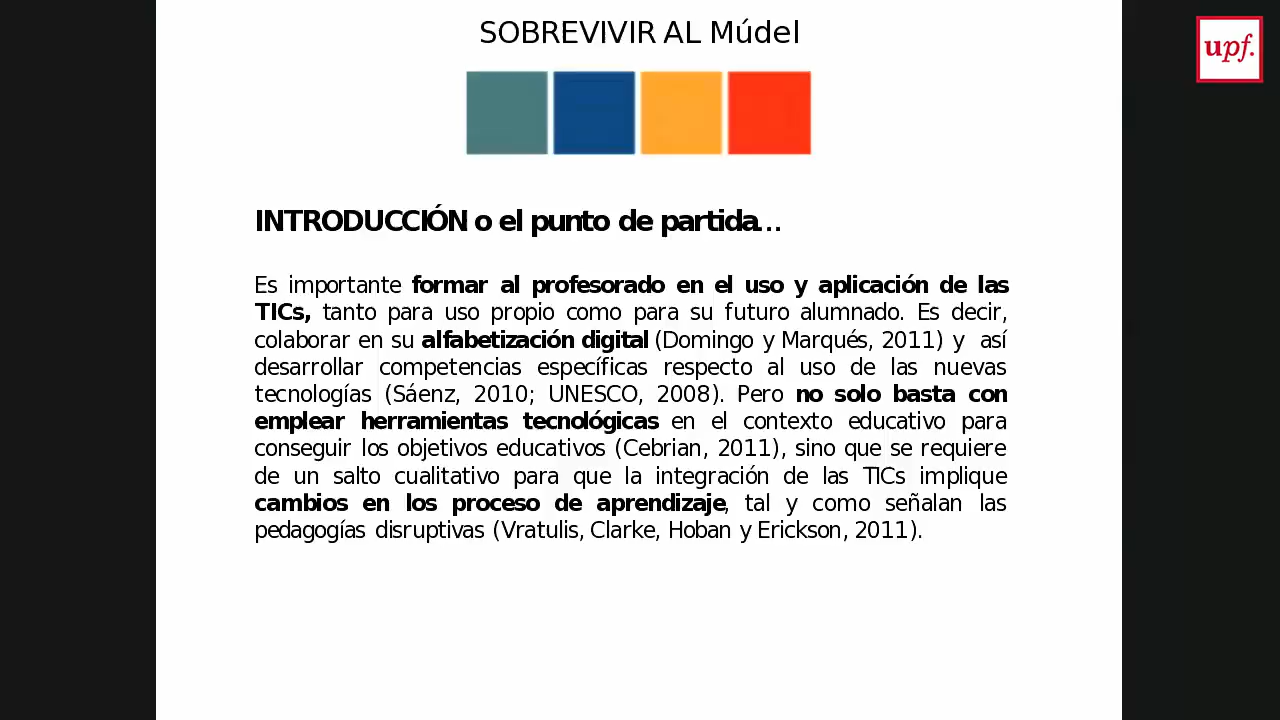 SOBREVIVIR AL Múdel
upf.
INTRODUCCIÓN o el punto de partida...
Es importante formar al profesorado en el uso y aplicación de las
TICs, tanto para uso propio como para su futuro alumnado. Es decir,
colaborar en su alfabetización digital (Domingo y Marqués, 2011) y así
desarrollar competencias específicas respecto al uso de las nuevas
tecnologías (Sáenz, 2010; UNESCO, 2008). Pero no solo basta con
emplear herramientas tecnológicas en el contexto educativo para
conseguir los objetivos educativos (Cebrian, 2011), sino que se requiere
de un salto cualitativo para que la integración de las TICs implique
cambios en los proceso de aprendizaje, tal y como señalan las
pedagogías disruptivas (Vratulis, Clarke, Hoban y Erickson, 2011).